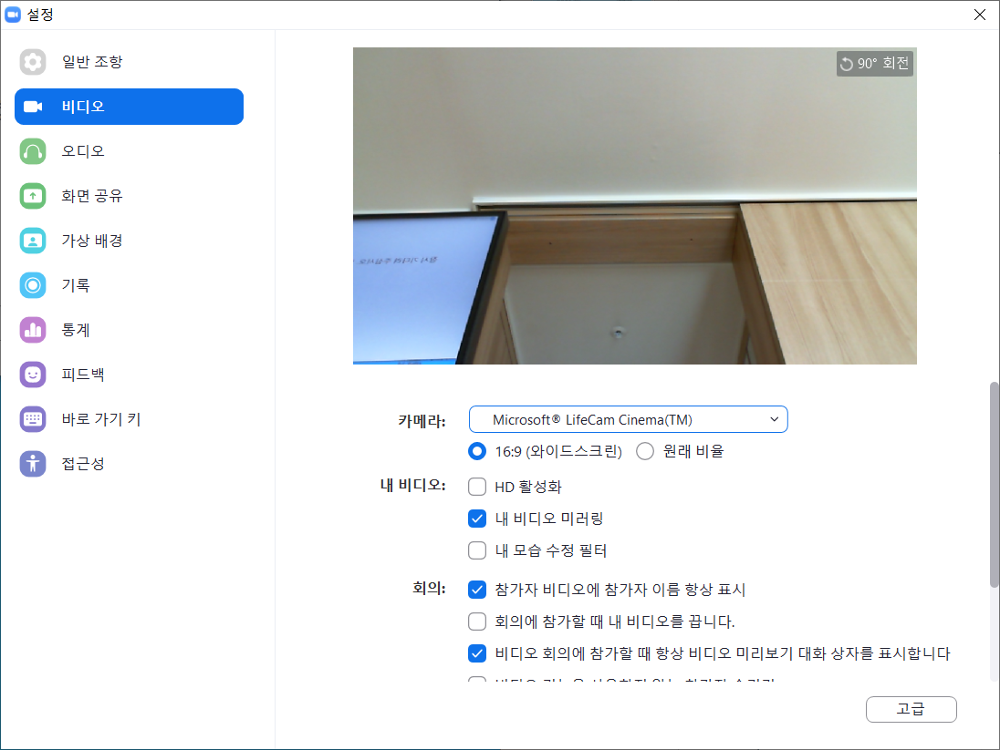 설정
일반 조항
비디오
오디오
화면 공유
가상 배경
기록
통계
피드백
바로 가기 키
접근성
90° 회전
카메라:
Microsoft® LifeCam Cinema(TM)
16:9 (와이드스크린) 원래 비율
내 비디오:
HD 활성화
내 비디오 미러링
내 모습 수정 필터
회의:
참가자 비디오에 참가자 이름 항상 표시
회의에 참가할 때 내 비디오를 끕니다.
비디오 회의에 참가할 때 항상 비디오 미리보기 대화 상자를 표시합니다
고급